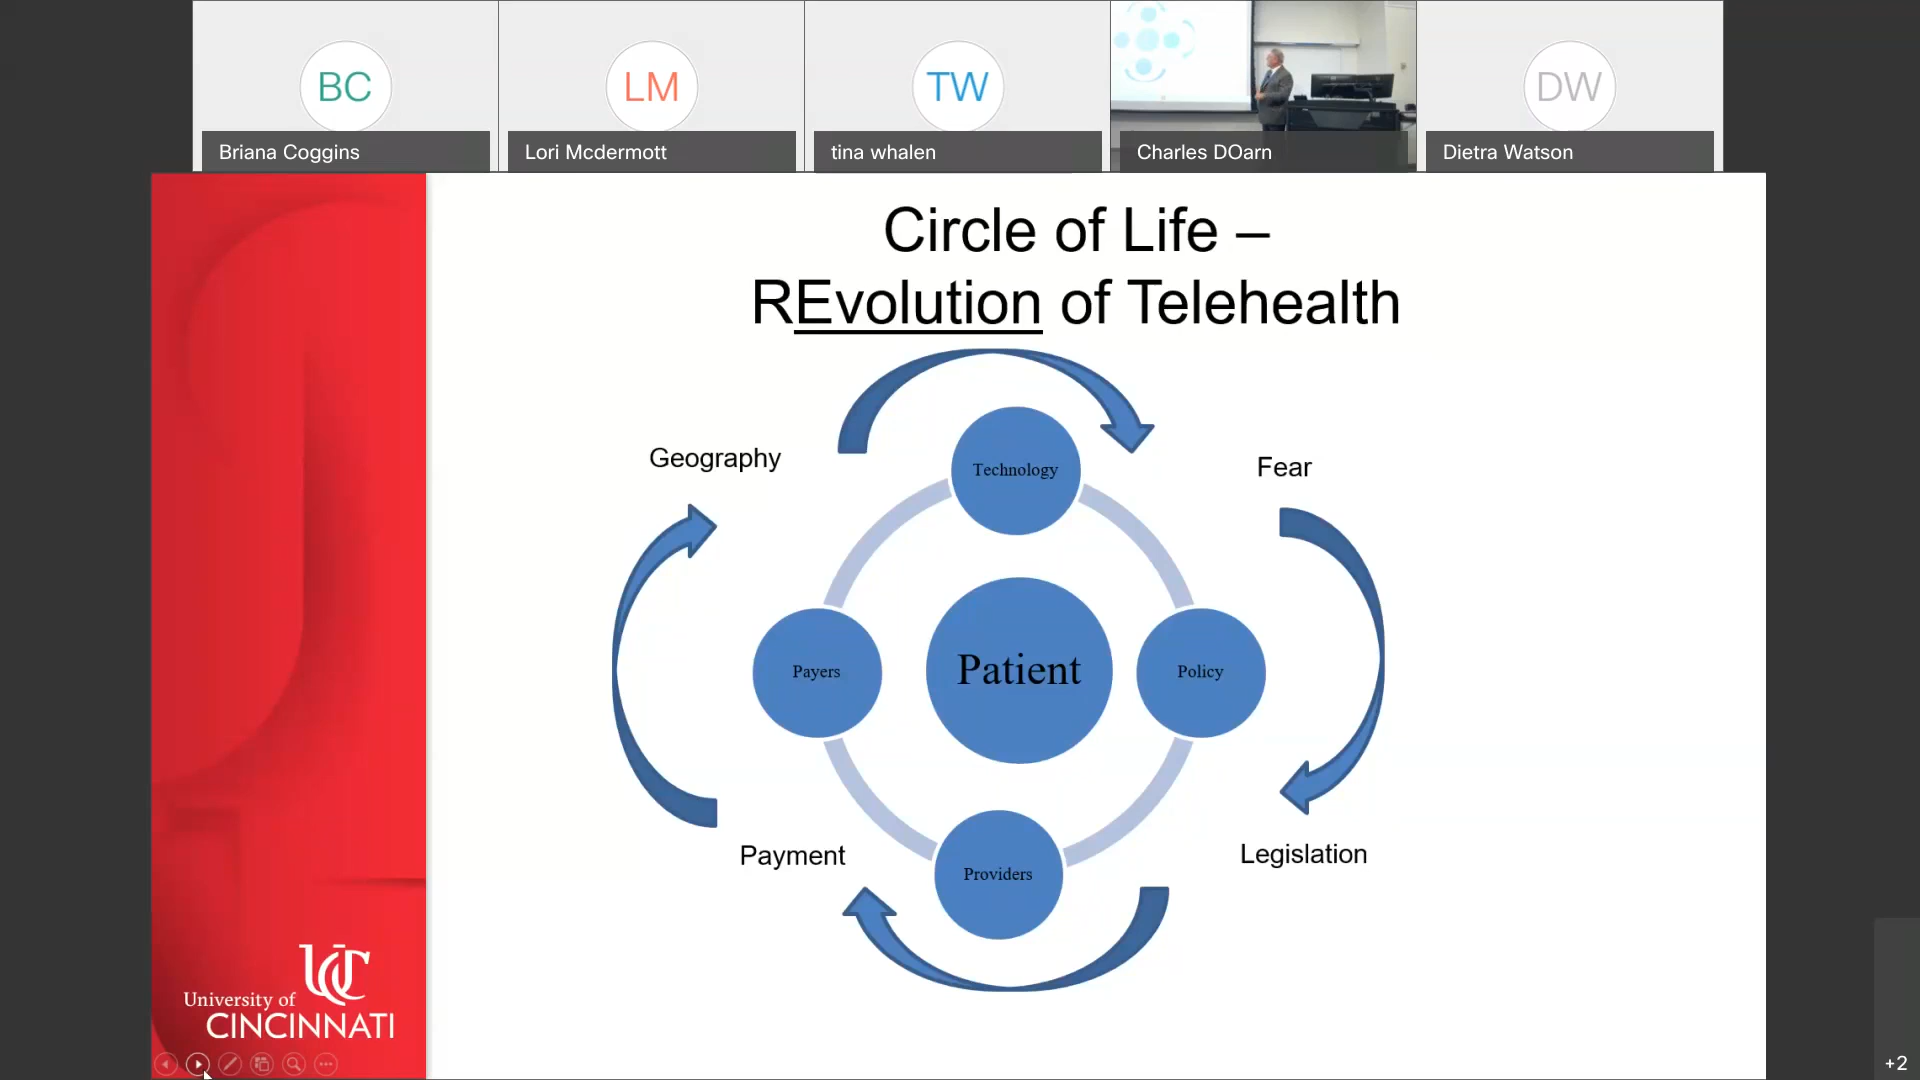 BC
LM
TW
DW
Briana Coggins
Lori Mcdermott
tina whalen
Charles DOarn
Dietra Watson
Circle of Life –
REvolution of Telehealth
Geography
Fear
Technology
Payers
Patient
Policy
Payment
Legislation
Providers
UC
University of
CINCINNATI
+2